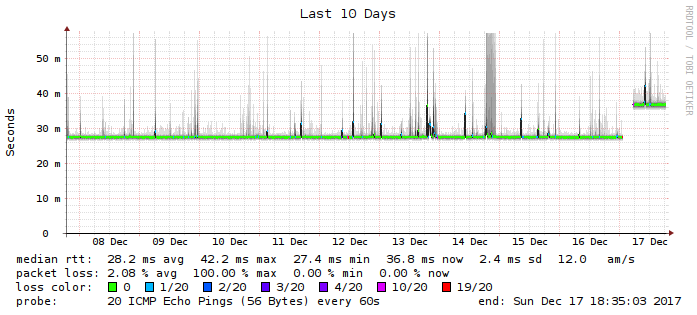 Last 10 Days
RRDTOOL / TOBI OETIKER
Seconds
50 m
40 m
30 m
20 m
10 m
0
08 Dec 09 Dec 10 Dec 11 Dec 12 Dec 13 Dec 14 Dec 15 Dec 16 Dec 17 Dec
median rtt: 28.2 ms avg 42.2 ms max 27.4 ms min 36.8 ms now 2.4 ms sd 12.0 am/s
packet loss: 2.08 % avg 100.00 % max 0.00 % min 0.00 % now
loss color: 0 1/20 2/20 3/20 4/20 10/20 19/20
probe: 20 ICMP Echo Pings (56 Bytes) every 60s end: Sun Dec 17 18:35:03 2017